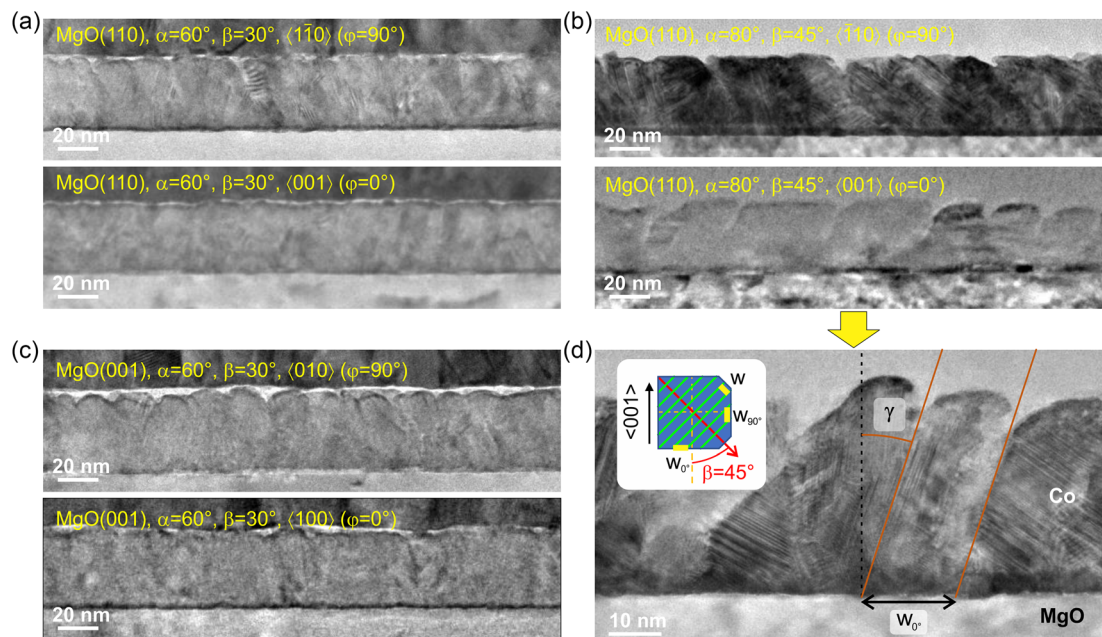 (a)
MgO(110), α=60°, β=30°, ⟨11̅0⟩ (φ=90°)
20 nm
MgO(110), α=60°, β=30°, ⟨001⟩ (φ=0°)
20 nm
(b)
MgO(110), α=80°, β=45°, ⟨1̅10⟩ (φ=90°)
20 nm
MgO(110), α=80°, β=45°, ⟨001⟩ (φ=0°)
20 nm
(c)
MgO(001), α=60°, β=30°, ⟨010⟩ (φ=90°)
20 nm
MgO(001), α=60°, β=30°, ⟨100⟩ (φ=0°)
20 nm
(d)
<001>
w
w90°
w0°
β=45°
γ
Co
w0°
10 nm
MgO